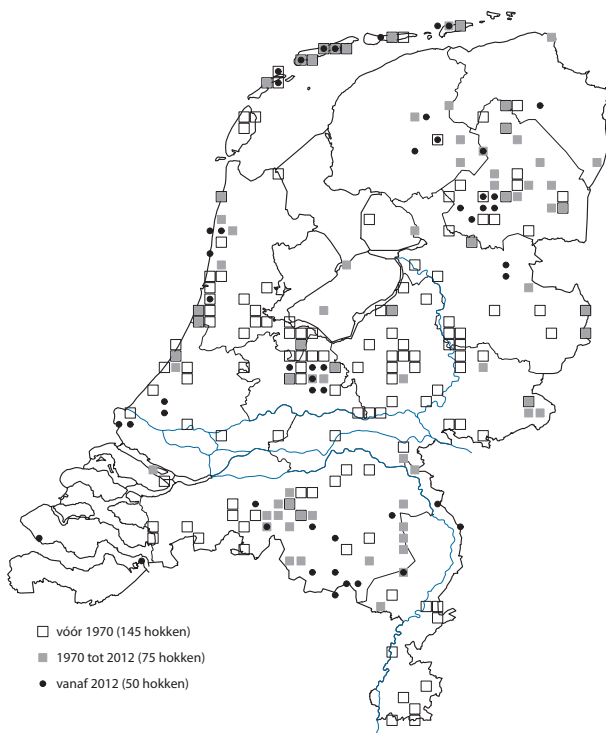 vóór 1970 (145 hokken)
1970 tot 2012 (75 hokken)
vanaf 2012 (50 hokken)